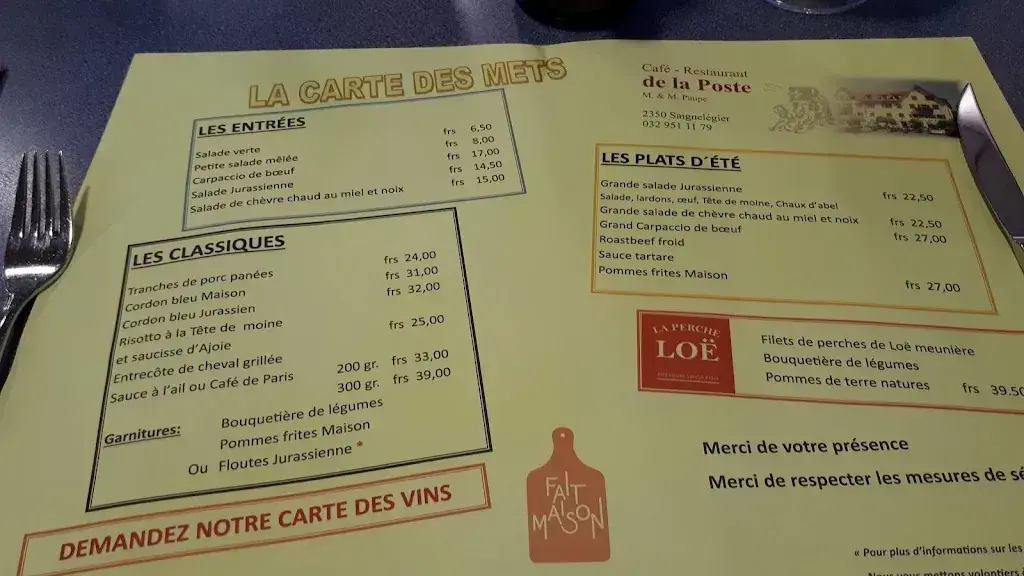 LA CARTE DES METS
LES ENTRÉES
Salade verte frs 6,50
Petite salade mêlée frs 8,00
Carpaccio de bœuf frs 17,00
Salade Jurassienne frs 14,50
Salade de chèvre chaud au miel et noix frs 15,00
LES CLASSIQUES
Tranches de porc panées frs 24,00
Cordon bleu Maison frs 31,00
Cordon bleu Jurassien frs 32,00
Risotto à la Tête de moine
et saucisse d'Ajoie frs 25,00
Entrecôte de cheval grillée
Sauce à l'ail ou Café de Paris 200 gr. frs 33,00
300 gr. frs 39,00
Garnitures: Bouquetière de légumes
Pommes frites Maison
Ou Floutes Jurassienne *
DEMANDEZ NOTRE CARTE DES VINS
Café - Restaurant
de la Poste
M. & M. Paupe
2350 Saignelégier
032 951 11 79
LES PLATS D´ÉTÉ
Grande salade Jurassienne frs 22,50
Salade, lardons, œuf, Tête de moine, Chaux d'abel
Grande salade de chèvre chaud au miel et noix frs 22,50
Grand Carpaccio de bœuf frs 27,00
Roastbeef froid
Sauce tartare
Pommes frites Maison frs 27,00
LA PERCHE
LOË
Filets de perches de Loë meunière
Bouquetière de légumes
Pommes de terre natures frs 39.50
FAIT
MAISON
Merci de votre présence
Merci de respecter les mesures de sé
« Pour plus d'informations sur les
Nous vous mettons volontiers